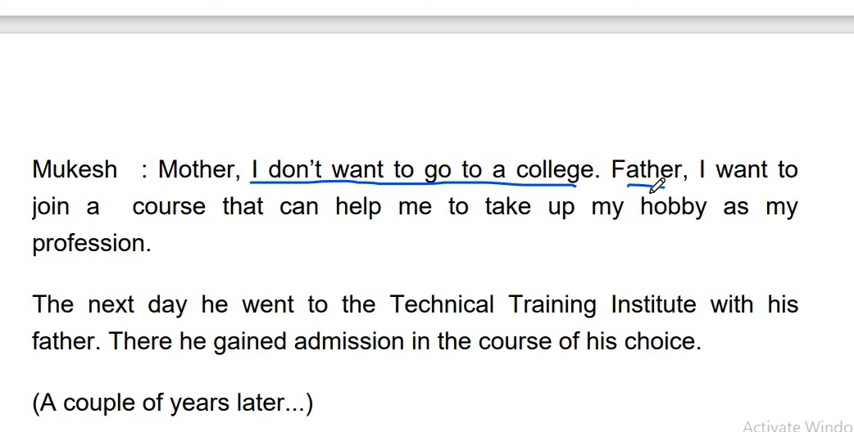 Mukesh : Mother, I don't want to go to a college. Father, I want to
join a course that can help me to take up my hobby as my
profession.
The next day he went to the Technical Training Institute with his
father. There he gained admission in the course of his choice.
(A couple of years later...)
Activate Windo